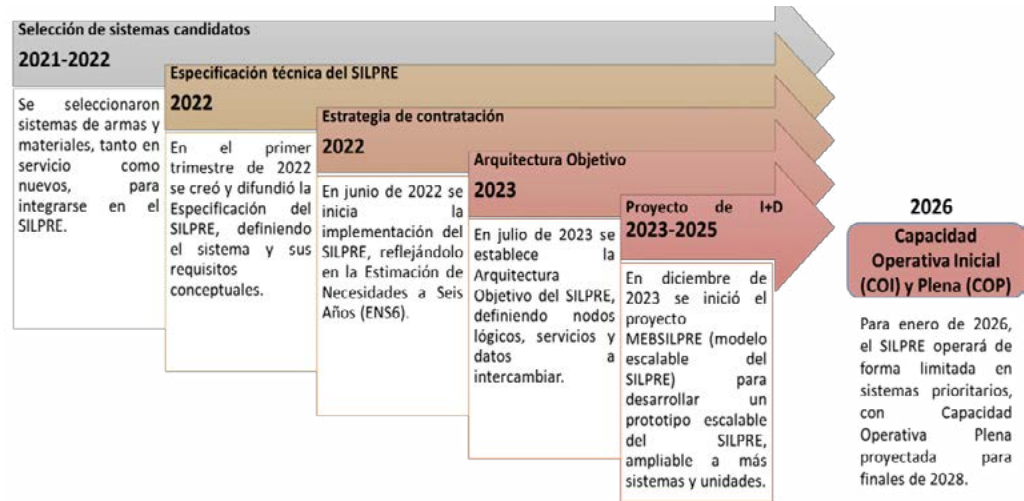 Selección de sistemas candidatos
2021-2022
Se seleccionaron
sistemas de armas y
materiales, tanto en
servicio como
nuevos, para
integrarse en el
SILPRE.
Especificación técnica del SILPRE
2022
En el primer
trimestre de 2022
se creó y difundió la
Especificación del
SILPRE, definiendo
el sistema y sus
requisitos
conceptuales.
Estrategia de contratación
2022
En junio de 2022 se
inicia la
implementación del
SILPRE, reflejándolo
en la Estimación de
Necesidades a Seis
Años (ENS6).
Arquitectura Objetivo
2023
En julio de 2023 se
establece la
Arquitectura
Objetivo del SILPRE,
definiendo nodos
lógicos, servicios y
datos a
intercambiar.
Proyecto de I+D
2023-2025
En diciembre de
2023 se inició el
proyecto
MEBSILPRE (modelo
escalable del
SILPRE) para
desarrollar un
prototipo escalable
del SILPRE,
ampliable a más
sistemas y unidades.
2026
Capacidad
Operativa Inicial
(COI) y Plena (COP)
Para enero de 2026,
el SILPRE operará de
forma limitada en
sistemas prioritarios,
con Capacidad
Operativa Plena
proyectada para
finales de 2028.